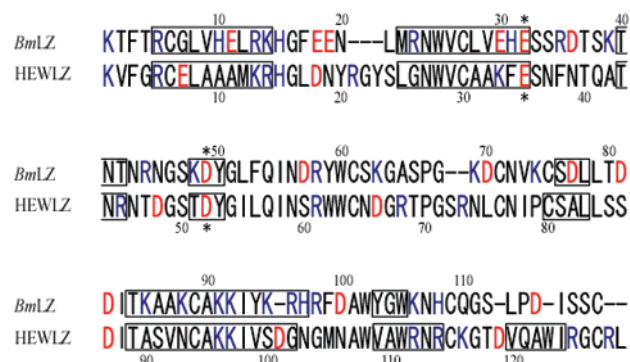 10 20 30 * 40
BmLZ KTFTRCGLVHELRKHGFEEN---LMRNWVCLVEHESSRDTSKT
HEWLZ KVFGRCELAAAMKRHGLDNYRGYSLGNWVCAAKFESNFNTQAT
10 20 30 * 40
*50 60 70 80
BmLZ NTNRNGSKDYGLFQINDRYWCSKGASPG--KDCNVKCSDLLTD
HEWLZ NRNTDGSTDYGILQINSRWWCNDGRTPGSRNLCNIPCSALLSS
50 * 60 70 80
90 100 110
BmLZ DITKAAKCAKKIYK-RHRFDAWYGWKNHCQGS-LPD-ISSC--
HEWLZ DITASVNCAKKIVSDGNGMNAWVAWRNRCKGTDVQAWIRGCRL
90 100 110 120